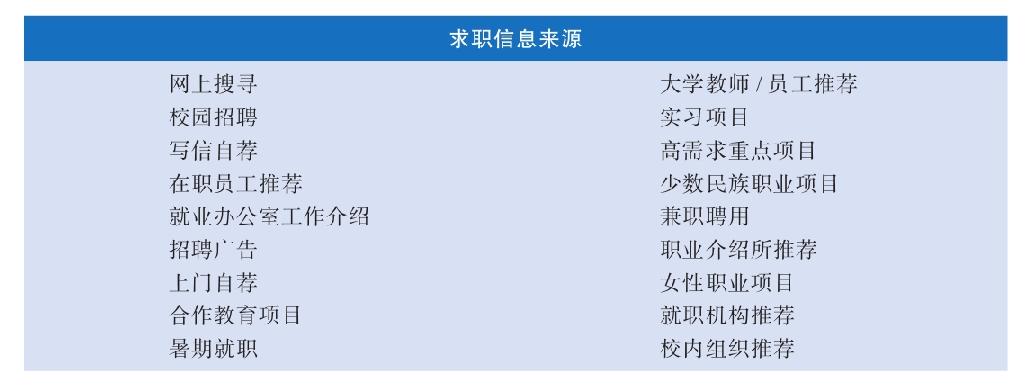 求职信息来源
网上搜寻
校园招聘
写信自荐
在职员工推荐
就业办公室工作介绍
招聘广告
上门自荐
合作教育项目
暑期就职
大学教师/员工推荐
实习项目
高需求重点项目
少数民族职业项目
兼职聘用
职业介绍所推荐
女性职业项目
就职机构推荐
校内组织推荐